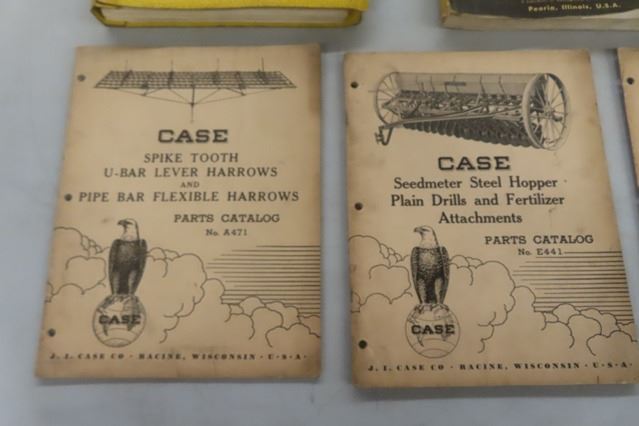 Peoria, Illinois, U.S.A.
CASE
SPIKE TOOTH
U-BAR LEVER HARROWS
AND
PIPE BAR FLEXIBLE HARROWS
PARTS CATALOG
No. A471
CASE
J. I. CASE CO · RACINE, WISCONSIN · U·S·A·
CASE
Seedmeter Steel Hopper
Plain Drills and Fertilizer
Attachments
PARTS CATALOG
No. E441
CASE
J. I. CASE CO · RACINE, WISCONSIN · U·S·A·